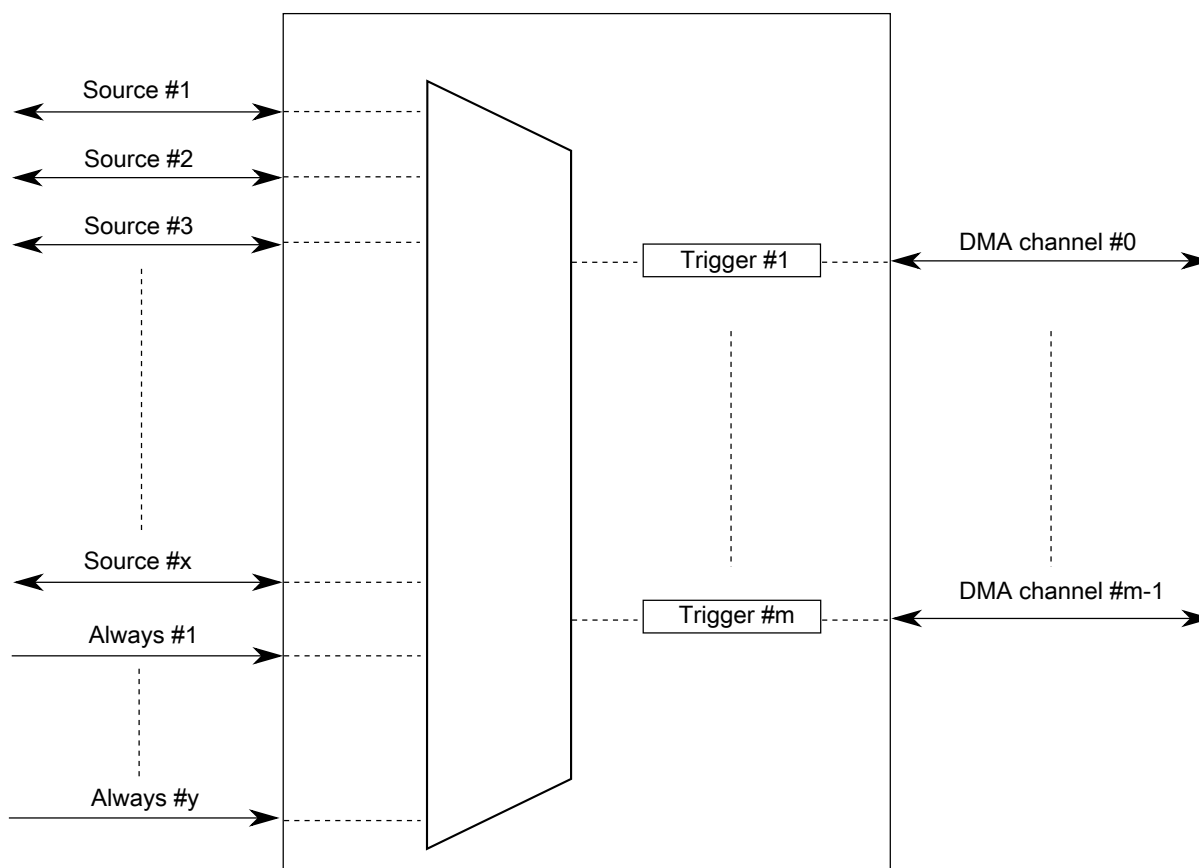 Source #1
Source #2
Source #3
Trigger #1
DMA channel #0
Source #x
Always #1
Trigger #m
DMA channel #m-1
Always #y